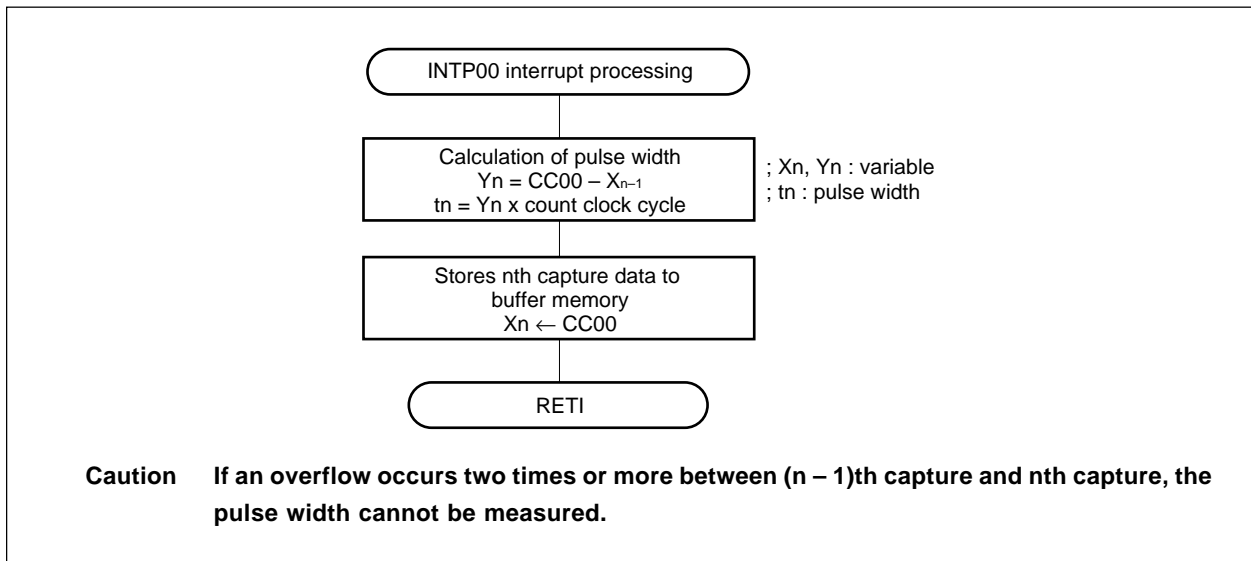 INTP00 interrupt processing
Calculation of pulse width
Yn = CC00 – Xn–1
tn = Yn x count clock cycle
; Xn, Yn : variable
; tn : pulse width
Stores nth capture data to
buffer memory
Xn ← CC00
RETI
Caution If an overflow occurs two times or more between (n – 1)th capture and nth capture, the
pulse width cannot be measured.